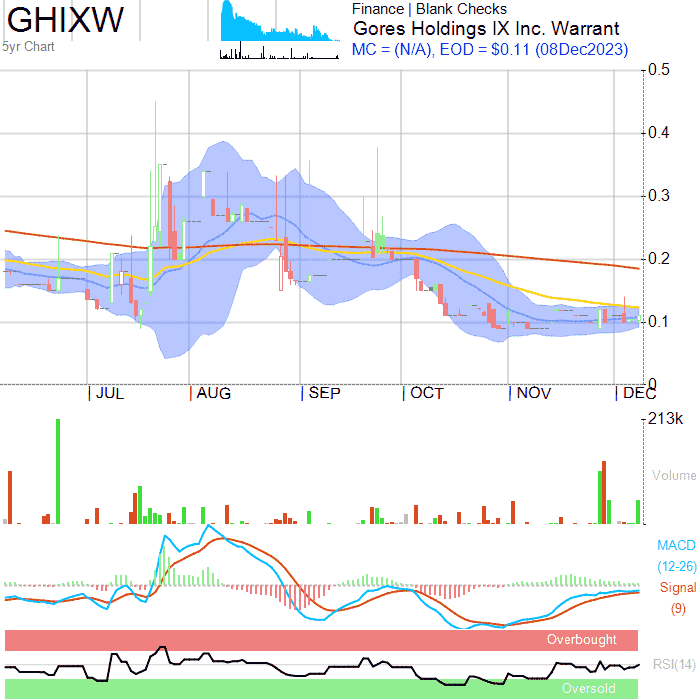 GHIXW
5yr Chart
Finance | Blank Checks
Gores Holdings IX Inc. Warrant
MC = (N/A), EOD = $0.11 (08Dec2023)
0.5
0.4
0.3
0.2
0.1
0
JUL
AUG
SEP
OCT
NOV
DEC
213k
Volume
MACD
(12-26)
Signal
(9)
Overbought
RSI(14)
Oversold